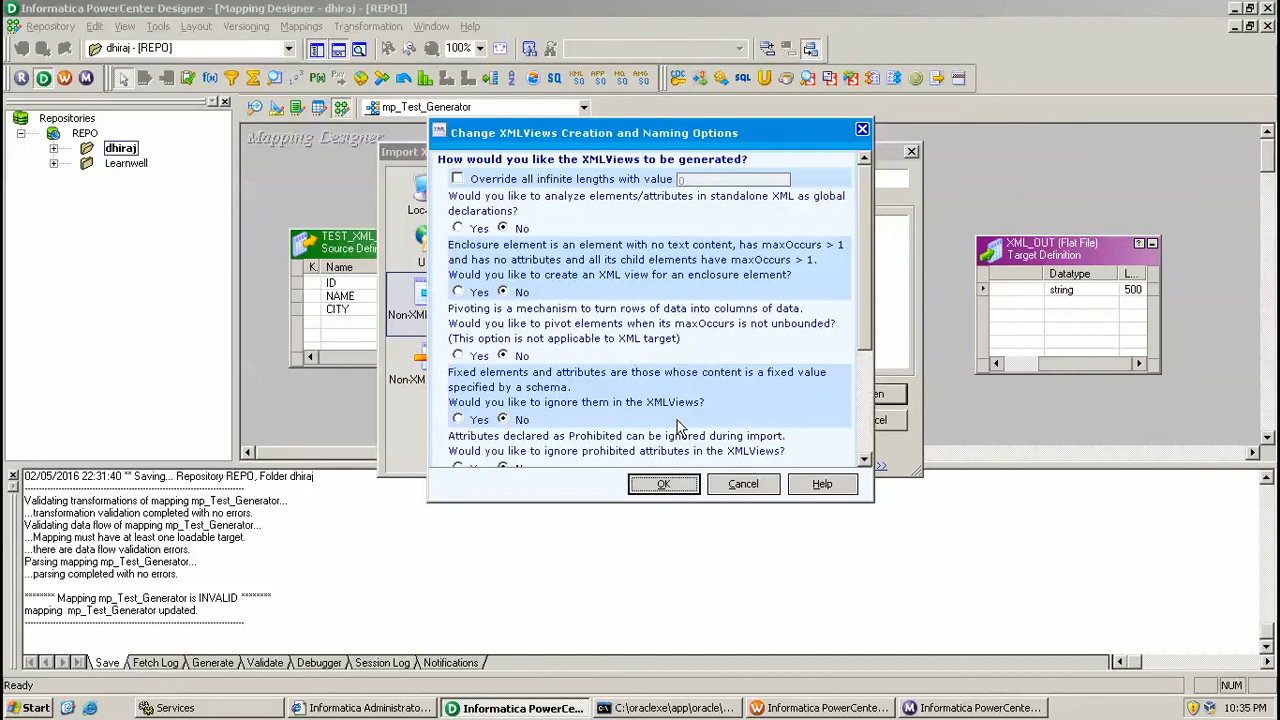 Informatica PowerCenter Designer - [Mapping Designer - dhiraj - [REPO]]
Repository Edit View Tools Layout Versioning Mappings Transformation Window Help
dhiraj - [REPO] 100%
mp_Test_Generator
Repositories
REPO
dhiraj
Learnwell
Mapping Designer
Import X
Loc
U
Non-XM
Non-XM
TEST_XML_
Source Defin
K Name
ID
NAME
CITY
Change XMLViews Creation and Naming Options
How would you like the XMLViews to be generated?
Override all infinite lengths with value 0
Would you like to analyze elements/attributes in standalone XML as global
declarations?
Yes No
Enclosure element is an element with no text content, has maxOccurs > 1
and has no attributes and all its child elements have maxOccurs > 1.
Would you like to create an XML view for an enclosure element?
Yes No
Pivoting is a mechanism to turn rows of data into columns of data.
Would you like to pivot elements when its maxOccurs is not unbounded?
(This option is not applicable to XML target)
Yes No
Fixed elements and attributes are those whose content is a fixed value
specified by a schema.
Would you like to ignore them in the XMLViews?
Yes No
Attributes declared as Prohibited can be ignored during import.
Would you like to ignore prohibited attributes in the XMLViews?
OK Cancel Help
en
cel
>>
XML_OUT (Flat File)
Target Definition
Datatype L...
string 500
02/05/2016 22:31:40 ** Saving... Repository REPO, Folder dhiraj
Validating transformations of mapping mp_Test_Generator...
...transformation validation completed with no errors.
Validating data flow of mapping mp_Test_Generator...
...Mapping must have at least one loadable target.
...there are data flow validation errors.
Parsing mapping mp_Test_Generator...
...parsing completed with no errors.
******** Mapping mp_Test_Generator is INVALID ********
mapping mp_Test_Generator updated.
Save Fetch Log Generate Validate Debugger Session Log Notifications
Ready NUM
Start Services Informatica Administrato... Informatica PowerCe... C:\oraclexe\app\oracle\... Informatica PowerCente... Informatica PowerCente... 10:35 PM